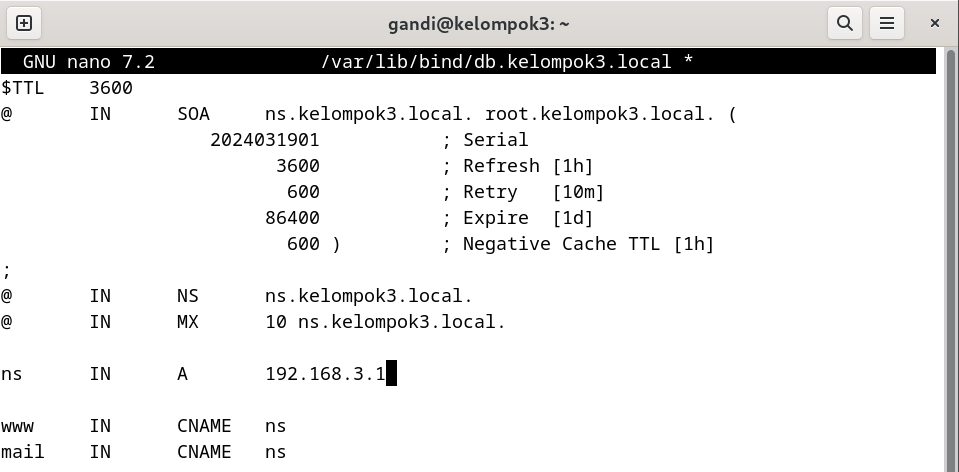 gandi@kelompok3: ~
GNU nano 7.2 /var/lib/bind/db.kelompok3.local *
$TTL 3600
@ IN SOA ns.kelompok3.local. root.kelompok3.local. (
2024031901 ; Serial
3600 ; Refresh [1h]
600 ; Retry [10m]
86400 ; Expire [1d]
600 ) ; Negative Cache TTL [1h]
;
@ IN NS ns.kelompok3.local.
@ IN MX 10 ns.kelompok3.local.
ns IN A 192.168.3.1
www IN CNAME ns
mail IN CNAME ns